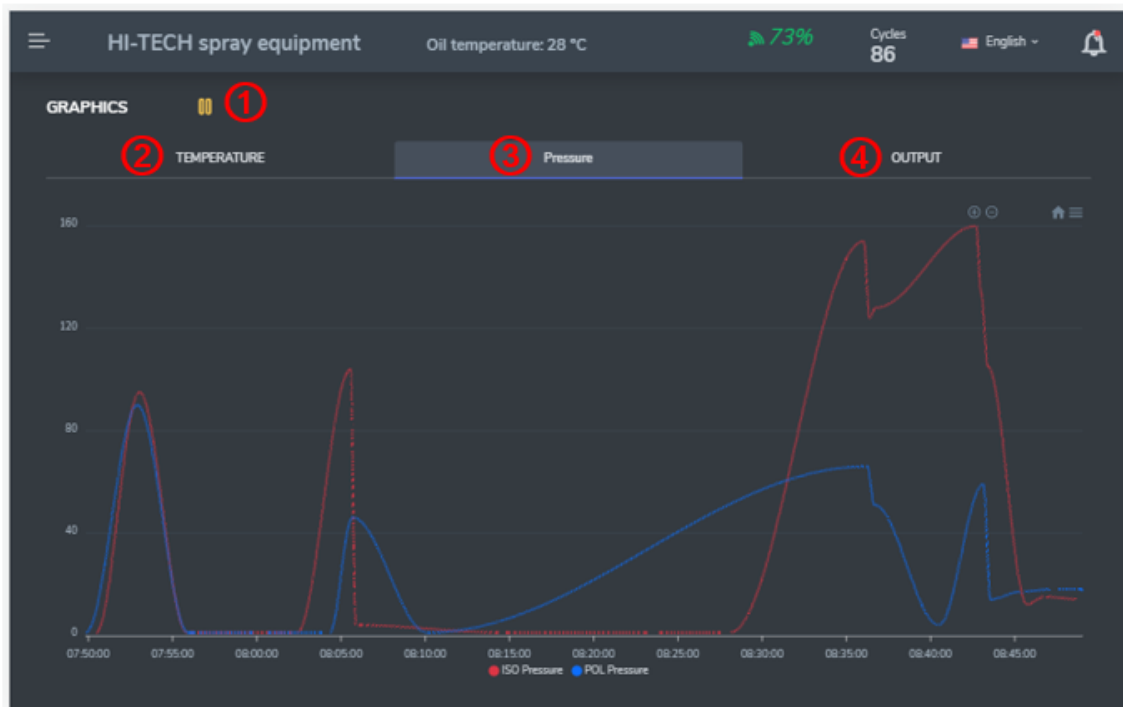 HI-TECH spray equipment
Oil temperature: 28 °C
73%
Cycles
86
English
GRAPHICS
1
2 TEMPERATURE
3 Pressure
4 OUTPUT
160
120
80
40
0
07:50:00 07:55:00 08:00:00 08:05:00 08:10:00 08:15:00 08:20:00 08:25:00 08:30:00 08:35:00 08:40:00 08:45:00
ISO Pressure POL Pressure